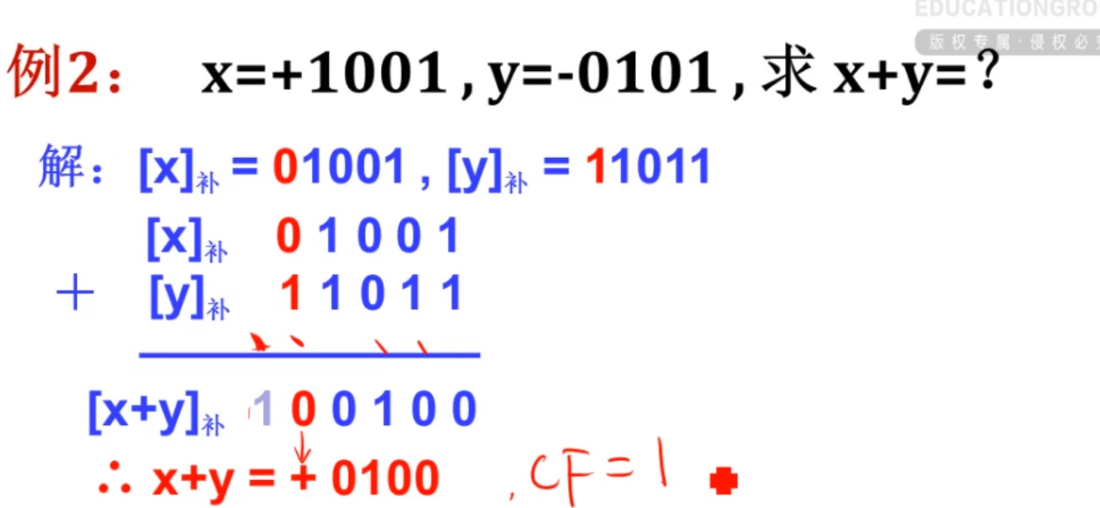 EDUCATIONGRO
版权专属·侵权必
例2： x=+1001 , y=-0101 , 求 x+y=？
解：[x]补 = 01001 , [y]补 = 11011
[x]补 0 1 0 0 1
+ [y]补 1 1 0 1 1
[x+y]补 1 0 0 1 0 0
∴ x+y = + 0100 , CF=1